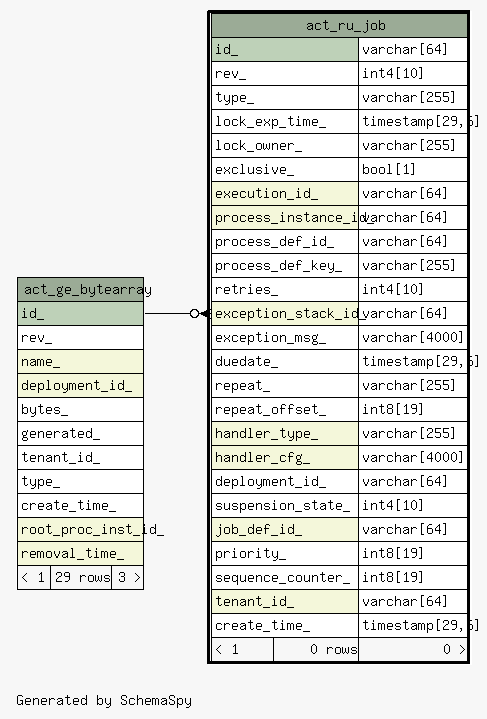 act_ru_job
id_ varchar[64]
rev_ int4[10]
type_ varchar[255]
lock_exp_time_ timestamp[29,6]
lock_owner_ varchar[255]
exclusive_ bool[1]
execution_id_ varchar[64]
process_instance_id_ varchar[64]
process_def_id_ varchar[64]
process_def_key_ varchar[255]
retries_ int4[10]
exception_stack_id_ varchar[64]
exception_msg_ varchar[4000]
duedate_ timestamp[29,6]
repeat_ varchar[255]
repeat_offset_ int8[19]
handler_type_ varchar[255]
handler_cfg_ varchar[4000]
deployment_id_ varchar[64]
suspension_state_ int4[10]
job_def_id_ varchar[64]
priority_ int8[19]
sequence_counter_ int8[19]
tenant_id_ varchar[64]
create_time_ timestamp[29,6]
< 1 0 rows 0 >
act_ge_bytearray
id_
rev_
name_
deployment_id_
bytes_
generated_
tenant_id_
type_
create_time_
root_proc_inst_id_
removal_time_
< 1 29 rows 3 >
Generated by SchemaSpy